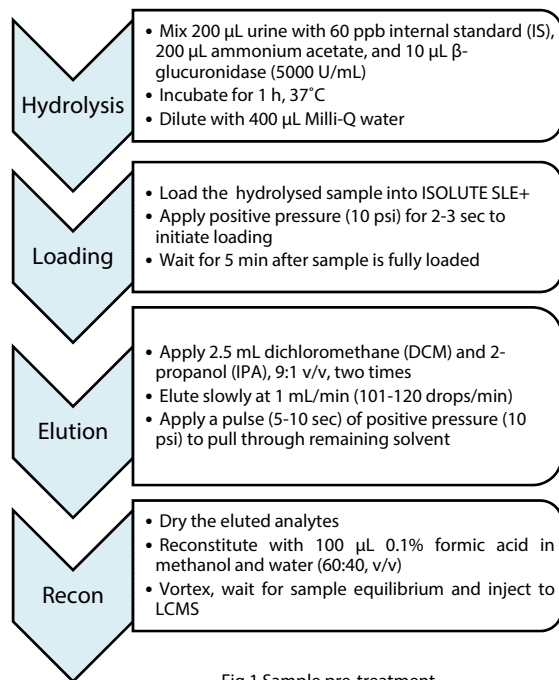 Hydrolysis
• Mix 200 µL urine with 60 ppb internal standard (IS),
200 µL ammonium acetate, and 10 µL β-
glucuronidase (5000 U/mL)
• Incubate for 1 h, 37˚C
• Dilute with 400 µL Milli-Q water
Loading
• Load the hydrolysed sample into ISOLUTE SLE+
• Apply positive pressure (10 psi) for 2-3 sec to
initiate loading
• Wait for 5 min after sample is fully loaded
Elution
• Apply 2.5 mL dichloromethane (DCM) and 2-
propanol (IPA), 9:1 v/v, two times
• Elute slowly at 1 mL/min (101-120 drops/min)
• Apply a pulse (5-10 sec) of positive pressure (10
psi) to pull through remaining solvent
Recon
• Dry the eluted analytes
• Reconstitute with 100 µL 0.1% formic acid in
methanol and water (60:40, v/v)
• Vortex, wait for sample equilibrium and inject to
LCMS
Fig 1 Sample pre-treatment